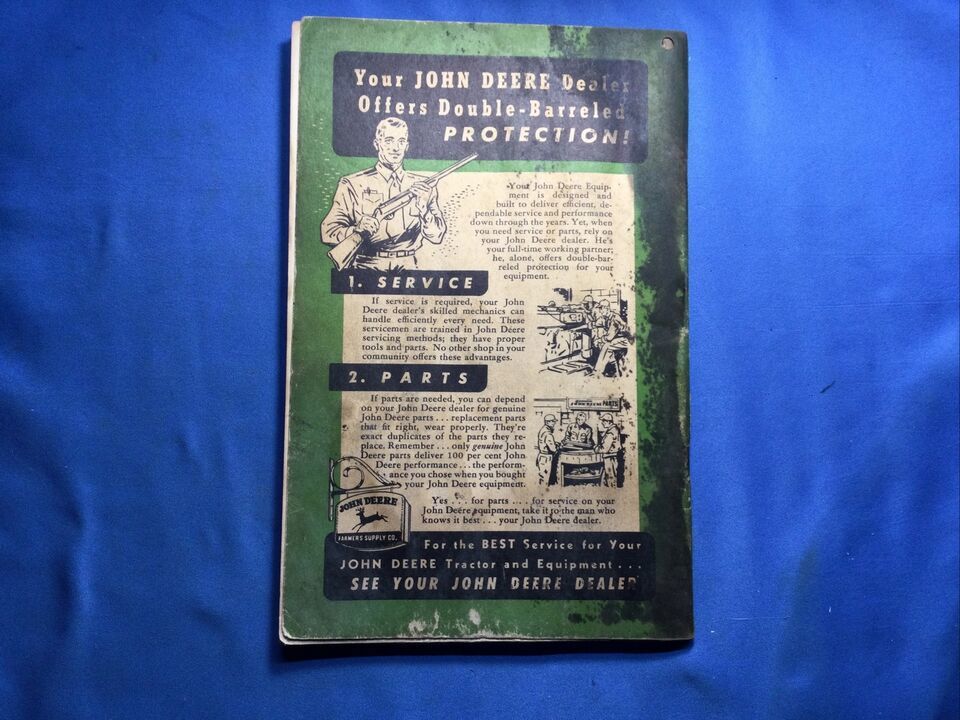 Your JOHN DEERE Dealer
Offers Double-Barreled
PROTECTION!
Your John Deere Equip-
ment is designed and
built to deliver efficient, de-
pendable service and performance
down through the years. Yet, when
you need service or parts, rely on
your John Deere dealer. He's
your full-time working partner;
he, alone, offers double-bar-
reled protection for your
equipment.
1. SERVICE
If service is required, your John
Deere dealer's skilled mechanics can
handle efficiently every need. These
servicemen are trained in John Deere
servicing methods; they have proper
tools and parts. No other shop in your
community offers these advantages.
2. PARTS
If parts are needed, you can depend
on your John Deere dealer for genuine
John Deere parts . . . replacement parts
that fit right, wear properly. They're
exact duplicates of the parts they re-
place. Remember . . . only genuine John
Deere parts deliver 100 per cent John
Deere performance . . . the perform-
ance you chose when you bought
your John Deere equipment.
JOHN DEERE PARTS
Yes . . . for parts . . . for service on your
John Deere equipment, take it to the man who
knows it best . . . your John Deere dealer.
JOHN DEERE
FARMERS SUPPLY CO.
For the BEST Service for Your
JOHN DEERE Tractor and Equipment . . .
SEE YOUR JOHN DEERE DEALER